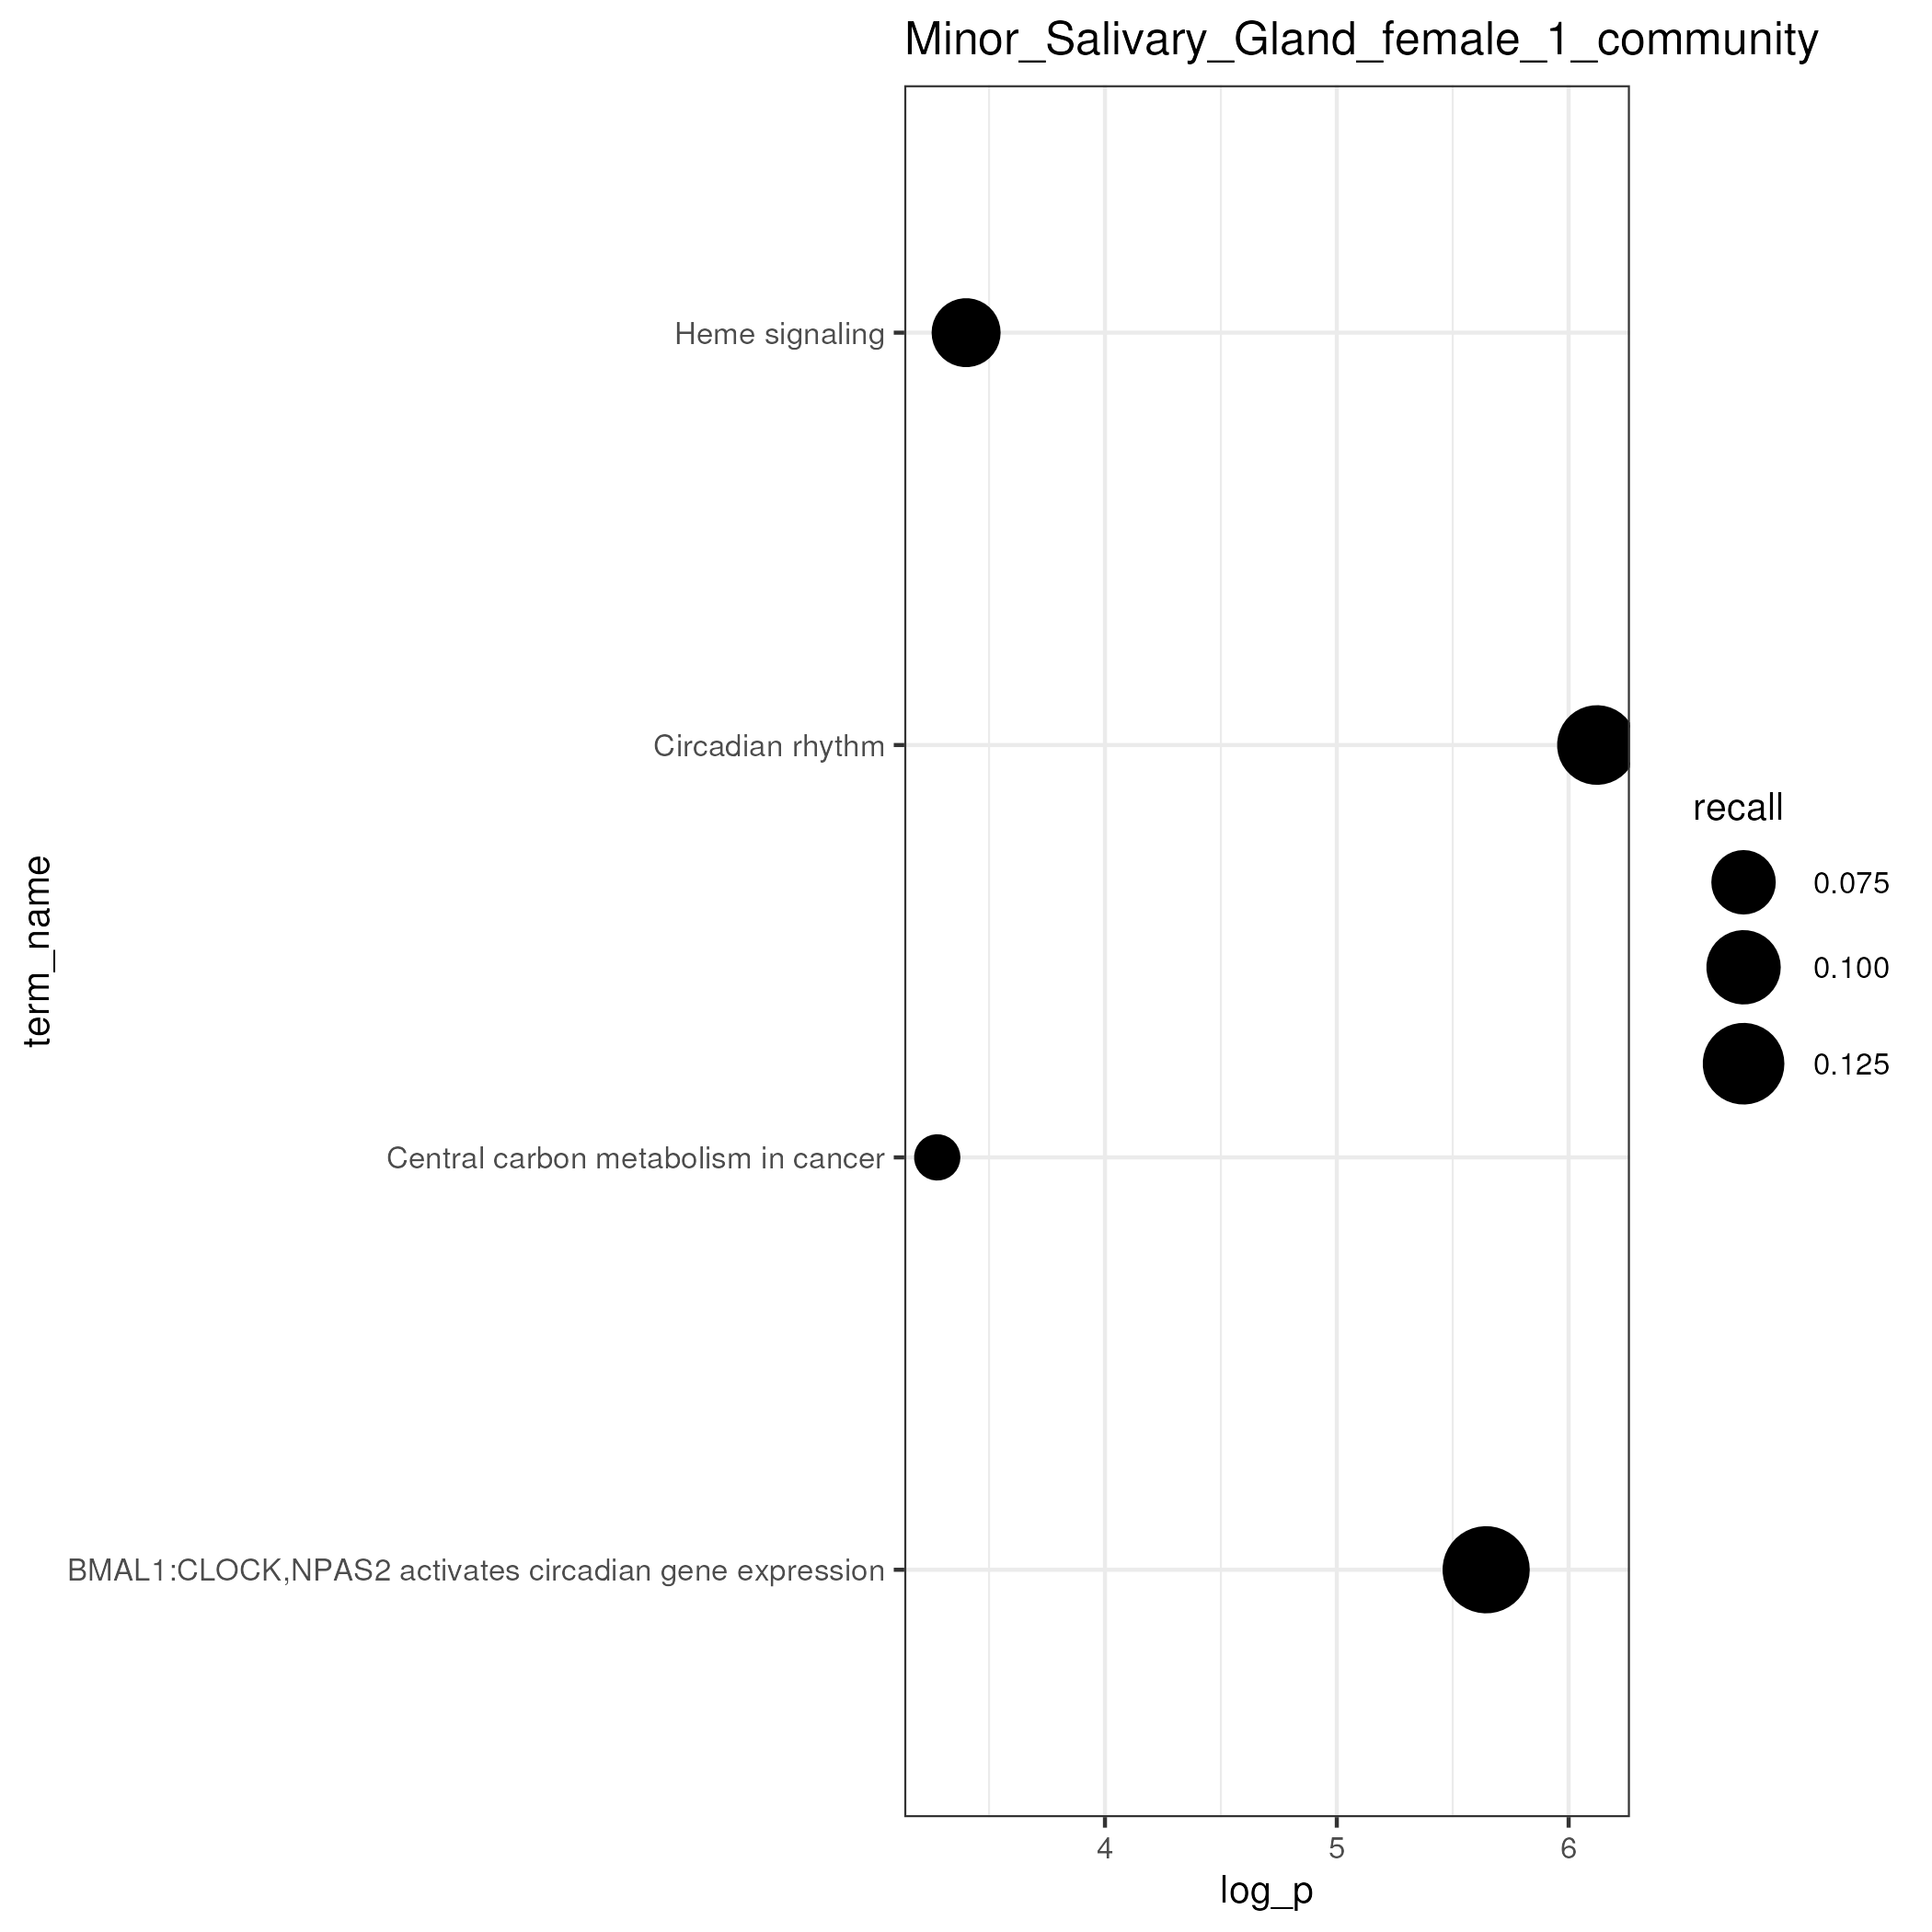 Minor_Salivary_Gland_female_1_community
Heme signaling
Circadian rhythm
Central carbon metabolism in cancer
BMAL1:CLOCK,NPAS2 activates circadian gene expression
term_name
4
5
6
log_p
recall
0.075
0.100
0.125